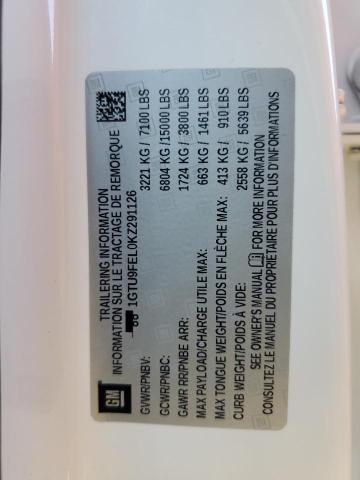 GM
TRAILERING INFORMATION
INFORMATION SUR LE TRACTAGE DE REMORQUE
1GTU9FEL0KZ291126
GVWR/PNBV: 3221 KG / 7100 LBS
GCWR/PNBC: 6804 KG /15000 LBS
GAWR RR/PNBE ARR: 1724 KG / 3800 LBS
MAX PAYLOAD/CHARGE UTILE MAX: 663 KG / 1461 LBS
MAX TONGUE WEIGHT/POIDS EN FLÈCHE MAX: 413 KG / 910 LBS
CURB WEIGHT/POIDS À VIDE: 2558 KG / 5639 LBS
SEE OWNER'S MANUAL FOR MORE INFORMATION
CONSULTEZ LE MANUEL DU PROPRIETAIRE POUR PLUS D'INFORMATIONS